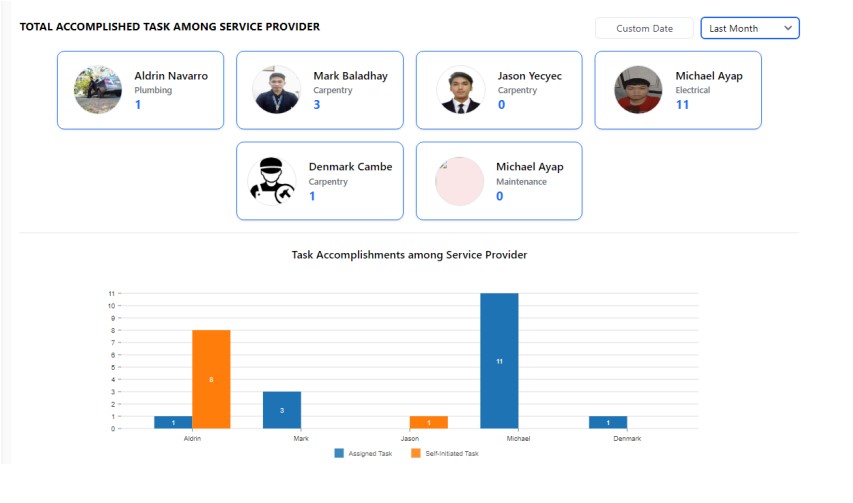 TOTAL ACCOMPLISHED TASK AMONG SERVICE PROVIDER
Custom Date
Last Month
Aldrin Navarro
Plumbing
1
Mark Baladhay
Carpentry
3
Jason Yecyec
Carpentry
0
Michael Ayap
Electrical
11
Denmark Cambe
Carpentry
1
Michael Ayap
Maintenance
0
Task Accomplishments among Service Provider
11
10
9
8
7
6
5
4
3
2
1
0
1
8
3
1
11
1
Aldrin
Mark
Jason
Michael
Denmark
Assigned Task
Self-Initiated Task